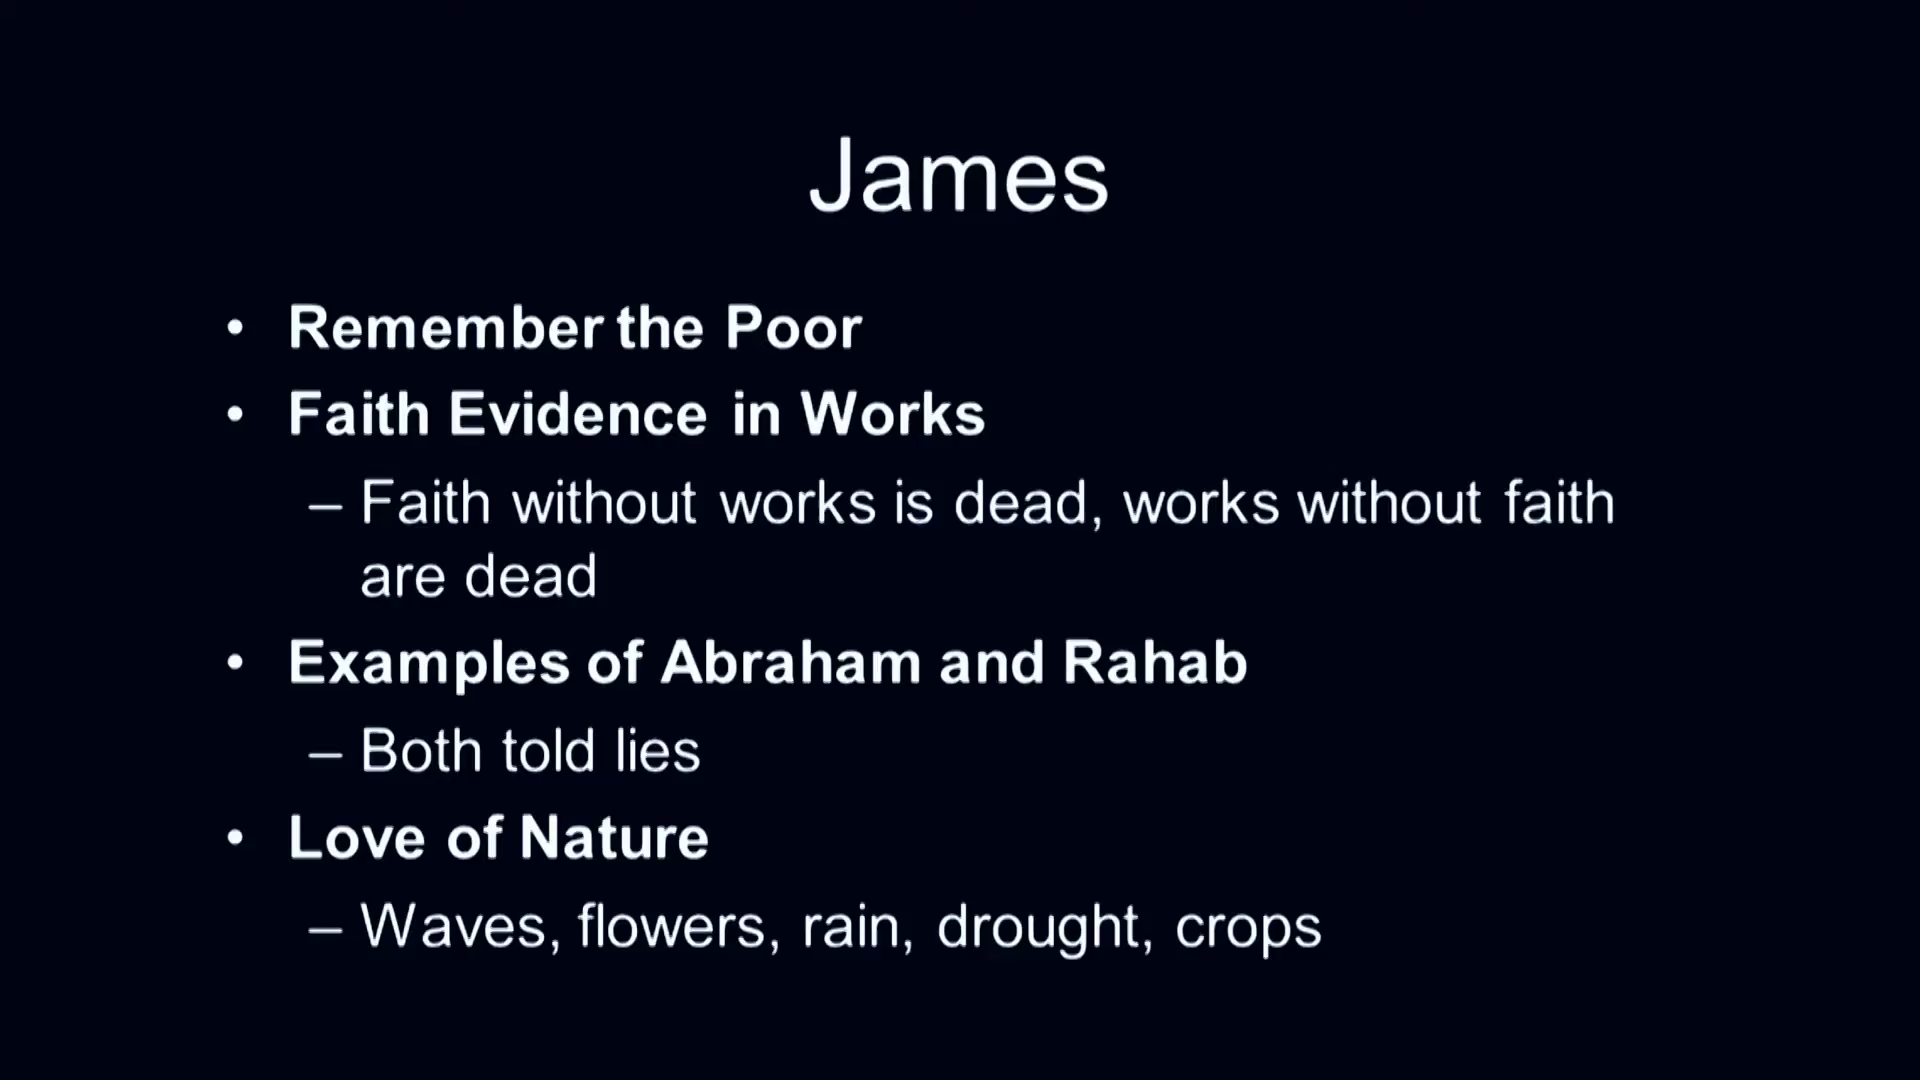 James
• Remember the Poor
• Faith Evidence in Works
– Faith without works is dead, works without faith
are dead
• Examples of Abraham and Rahab
– Both told lies
• Love of Nature
– Waves, flowers, rain, drought, crops